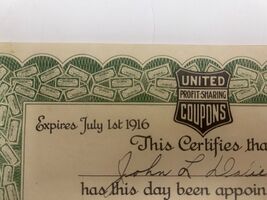 UNITED
PROFIT-SHARING
COUPONS
Expires July 1st 1916
This Certifies tha
John L
has this day been appoin